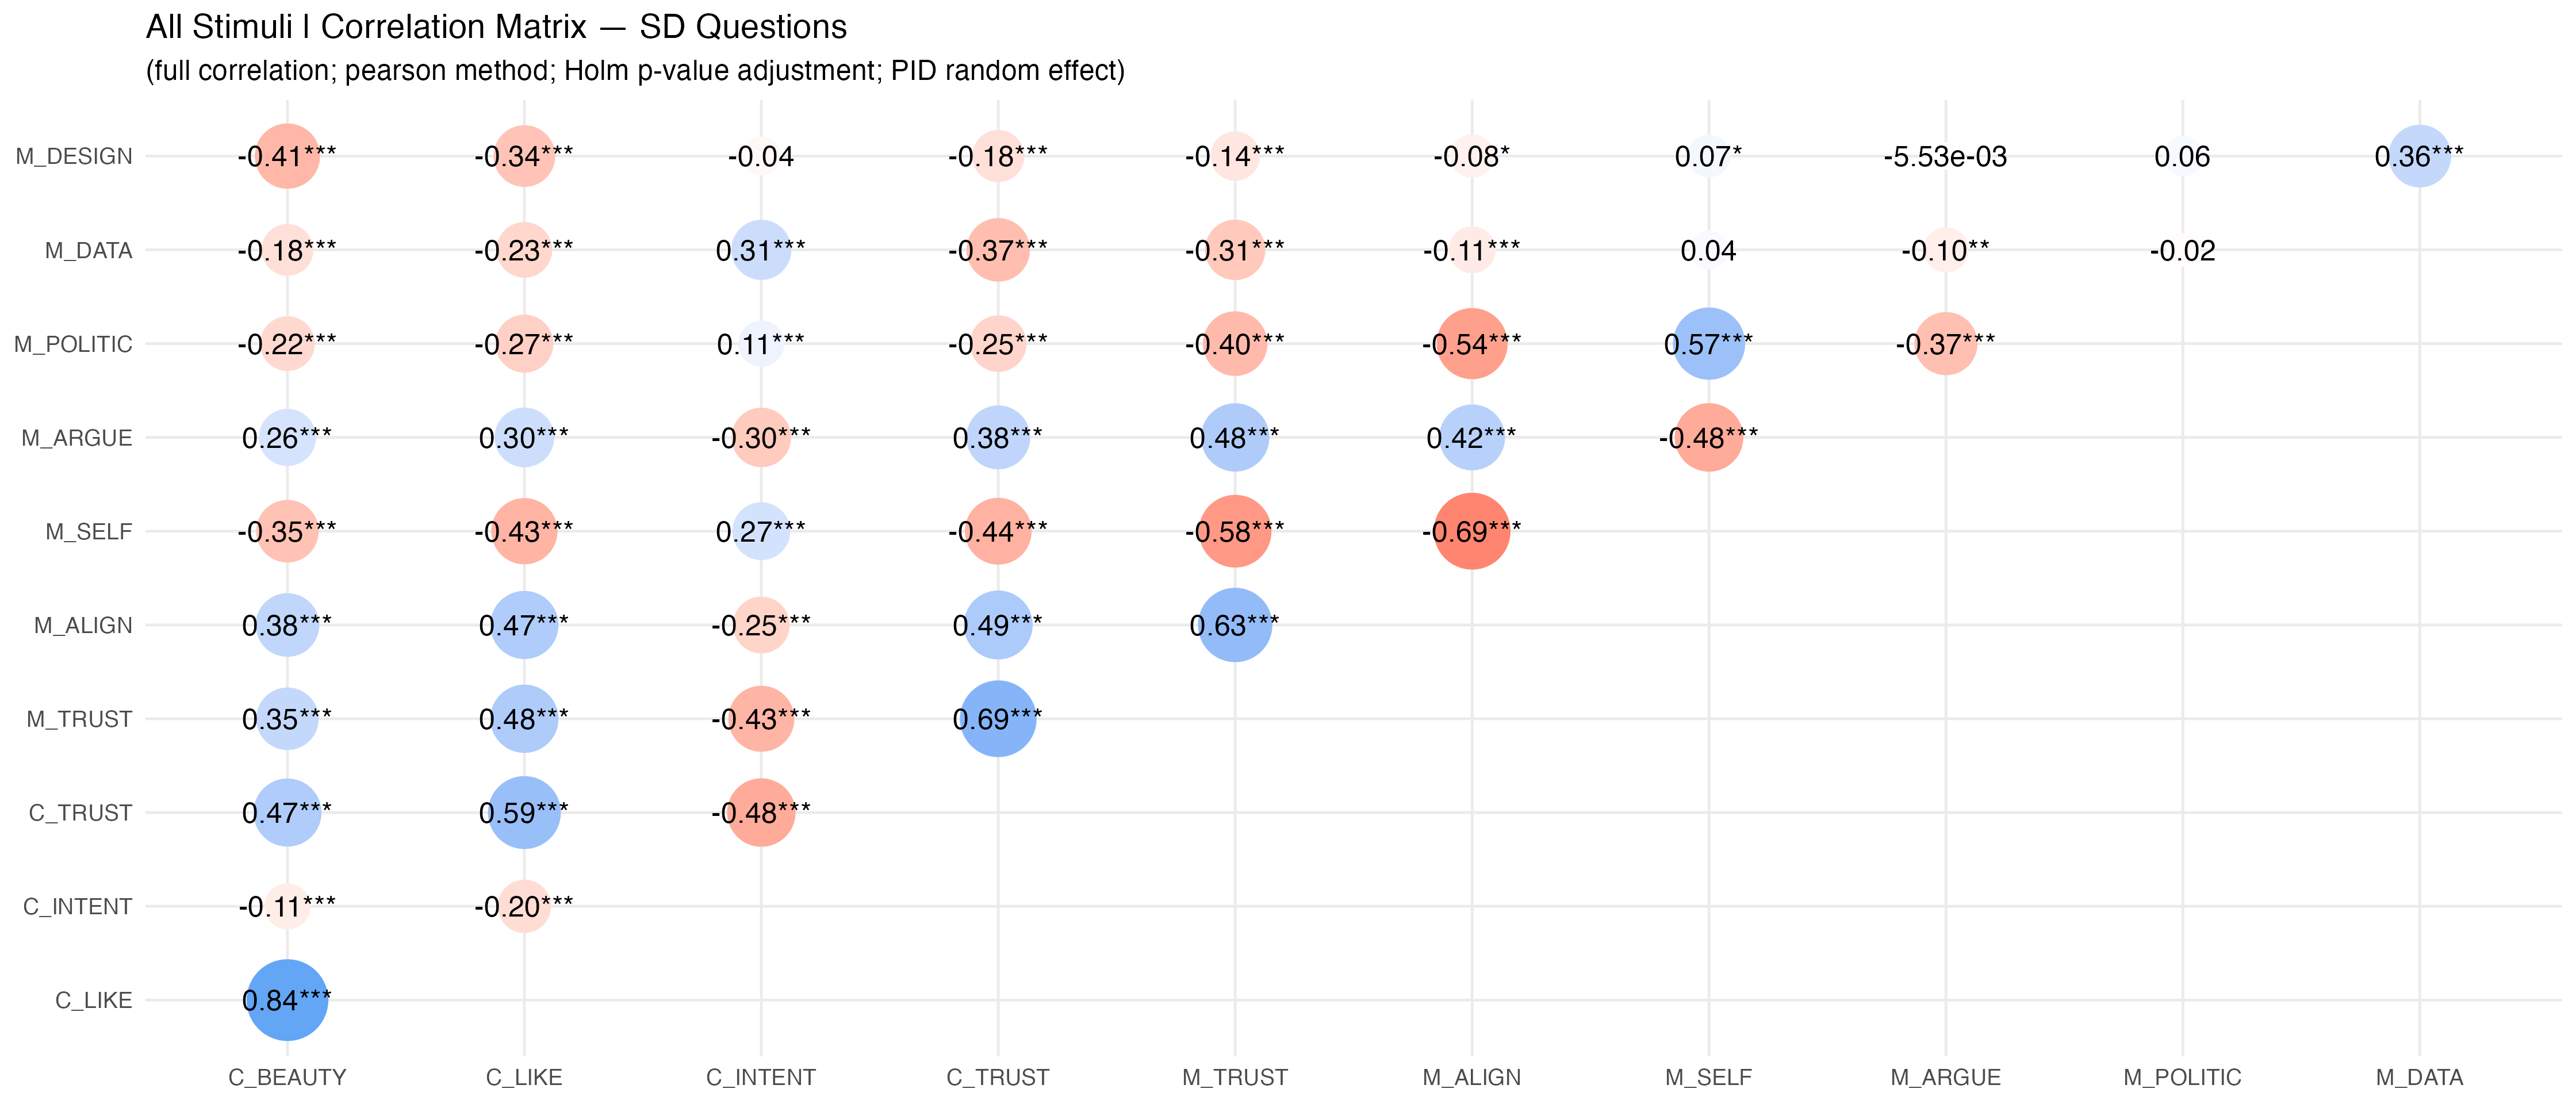 All Stimuli | Correlation Matrix — SD Questions
(full correlation; pearson method; Holm p-value adjustment; PID random effect)
M_DESIGN -0.41*** -0.34*** -0.04 -0.18*** -0.14*** -0.08* 0.07* -5.53e-03 0.06 0.36***
M_DATA -0.18*** -0.23*** 0.31*** -0.37*** -0.31*** -0.11*** 0.04 -0.10** -0.02
M_POLITIC -0.22*** -0.27*** 0.11*** -0.25*** -0.40*** -0.54*** 0.57*** -0.37***
M_ARGUE 0.26*** 0.30*** -0.30*** 0.38*** 0.48*** 0.42*** -0.48***
M_SELF -0.35*** -0.43*** 0.27*** -0.44*** -0.58*** -0.69***
M_ALIGN 0.38*** 0.47*** -0.25*** 0.49*** 0.63***
M_TRUST 0.35*** 0.48*** -0.43*** 0.69***
C_TRUST 0.47*** 0.59*** -0.48***
C_INTENT -0.11*** -0.20***
C_LIKE 0.84***
C_BEAUTY C_LIKE C_INTENT C_TRUST M_TRUST M_ALIGN M_SELF M_ARGUE M_POLITIC M_DATA